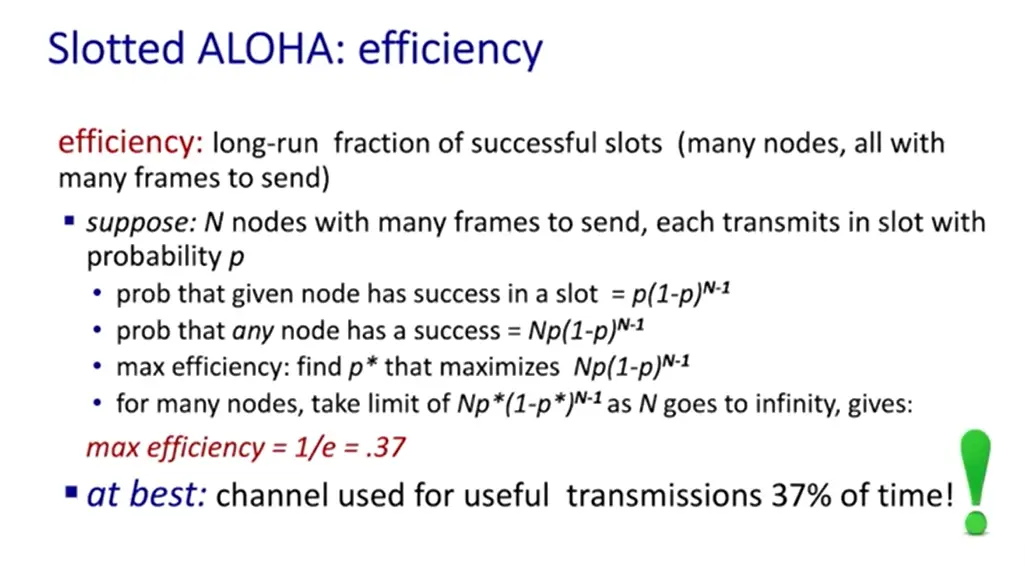 Slotted ALOHA: efficiency
efficiency: long-run fraction of successful slots (many nodes, all with
many frames to send)
▪ suppose: N nodes with many frames to send, each transmits in slot with
probability p
• prob that given node has success in a slot = p(1-p)ᴺ⁻¹
• prob that any node has a success = Np(1-p)ᴺ⁻¹
• max efficiency: find p* that maximizes Np(1-p)ᴺ⁻¹
• for many nodes, take limit of Np*(1-p*)ᴺ⁻¹ as N goes to infinity, gives:
max efficiency = 1/e = .37
▪ at best: channel used for useful transmissions 37% of time!